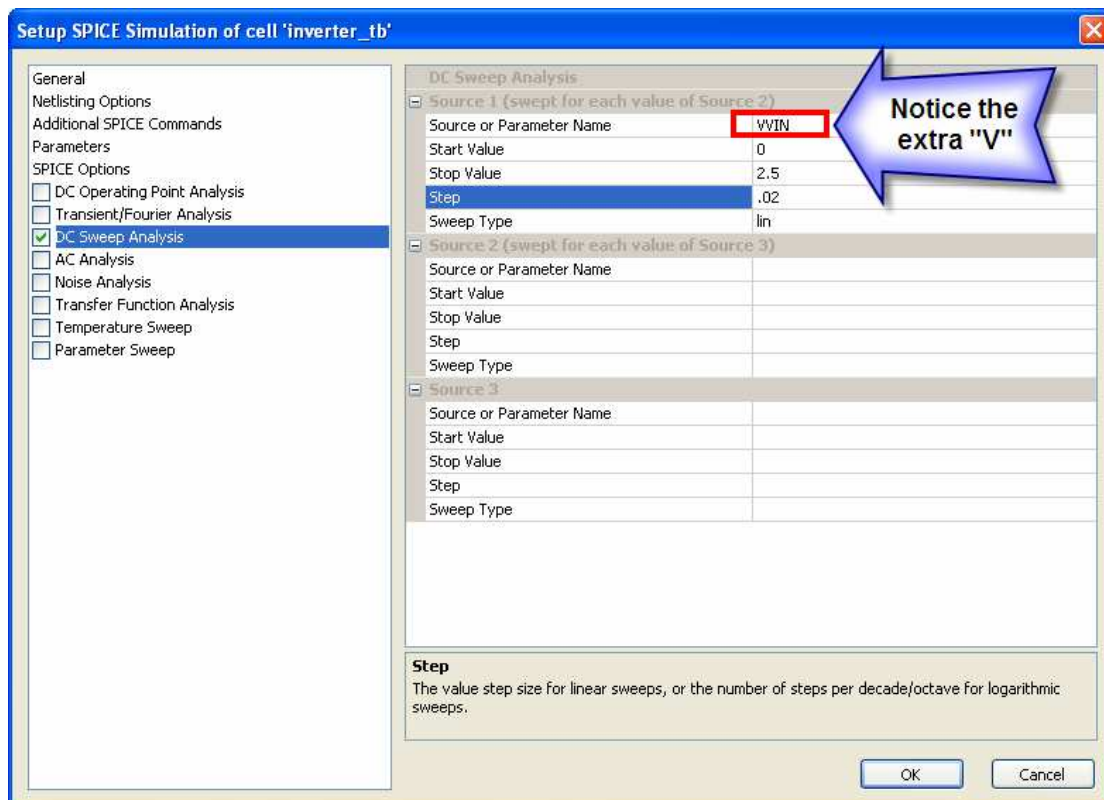 Setup SPICE Simulation of cell 'inverter_tb'
General
Netlisting Options
Additional SPICE Commands
Parameters
SPICE Options
DC Operating Point Analysis
Transient/Fourier Analysis
DC Sweep Analysis
AC Analysis
Noise Analysis
Transfer Function Analysis
Temperature Sweep
Parameter Sweep
DC Sweep Analysis
Source 1 (swept for each value of Source 2)
Source or Parameter Name VVIN
Start Value 0
Stop Value 2.5
Step .02
Sweep Type lin
Source 2 (swept for each value of Source 3)
Source or Parameter Name
Start Value
Stop Value
Step
Sweep Type
Source 3
Source or Parameter Name
Start Value
Stop Value
Step
Sweep Type
Notice the
extra "V"
Step
The value step size for linear sweeps, or the number of steps per decade/octave for logarithmic
sweeps.
OK Cancel